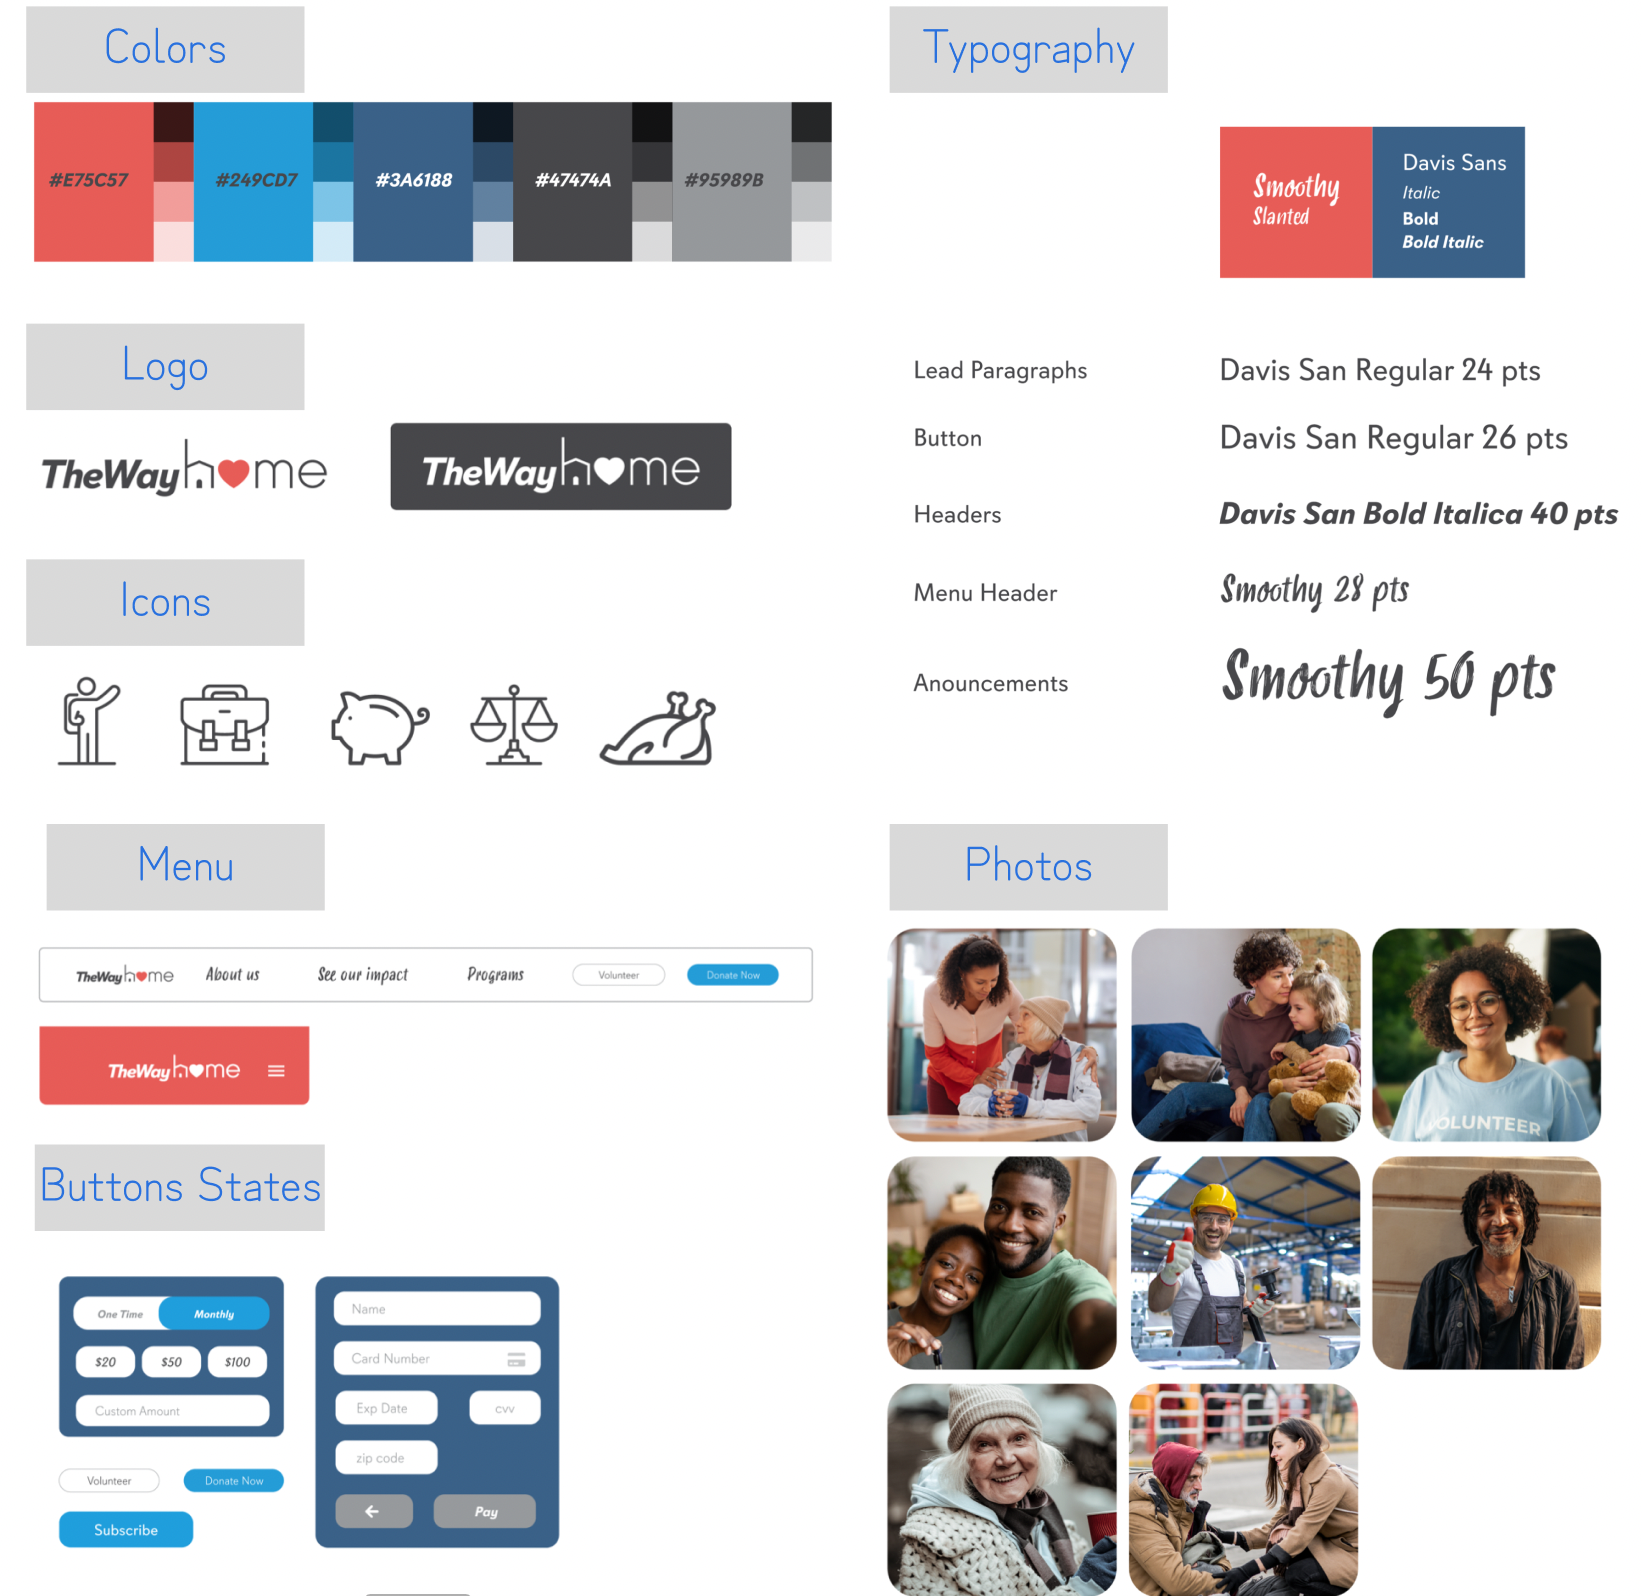 Colors
#E75C57
#249CD7
#3A6188
#47474A
#95989B
Logo
TheWayhome
TheWayhome
Icons
Typography
Smoothy
Slanted
Davis Sans
Italic
Bold
Bold Italic
Lead Paragraphs
Davis San Regular 24 pts
Button
Davis San Regular 26 pts
Headers
Davis San Bold Italica 40 pts
Menu Header
Smoothy 28 pts
Anouncements
Smoothy 50 pts
Menu
TheWayhome
About us
See our impact
Programs
Volunteer
Donate Now
TheWayhome
Buttons States
One Time
Monthly
$20
$50
$100
Custom Amount
Volunteer
Donate Now
Subscribe
Name
Card Number
Exp Date
cvv
zip code
Pay
Photos
VOLUNTEER